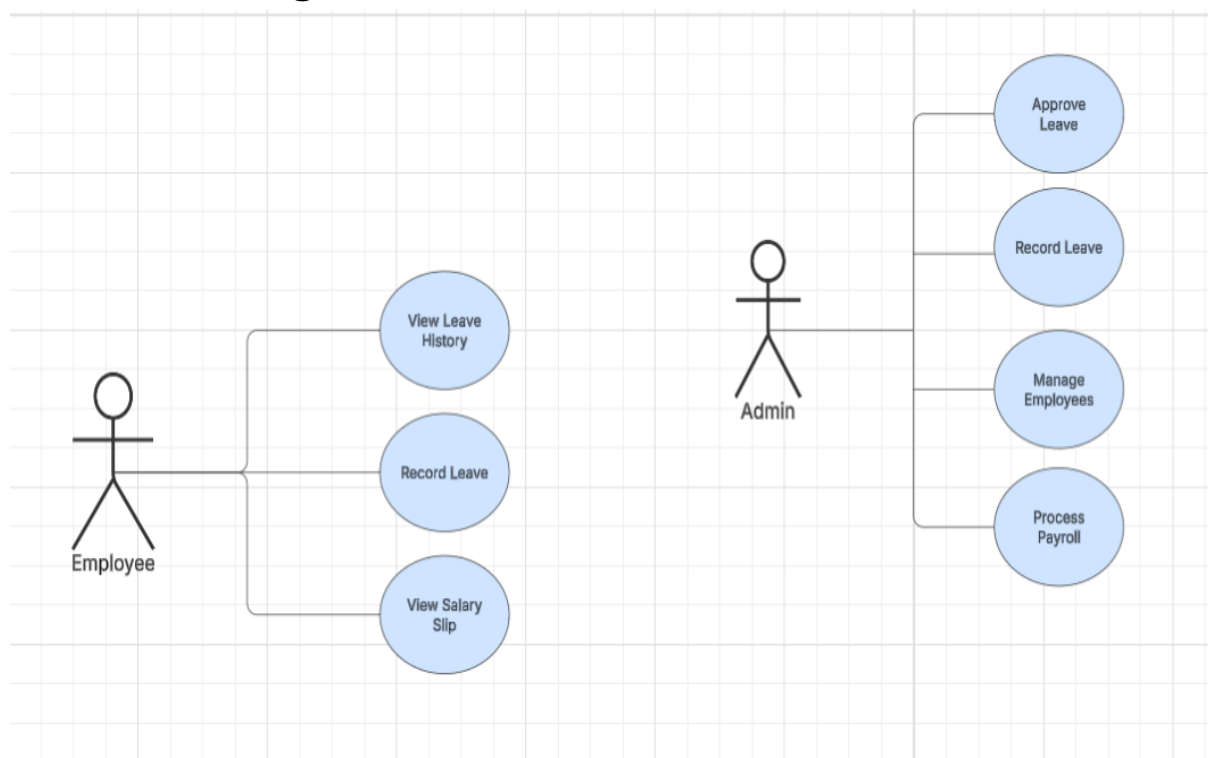 View Leave
History
Record Leave
View Salary
Slip
Employee
Approve
Leave
Record Leave
Manage
Employees
Process
Payroll
Admin